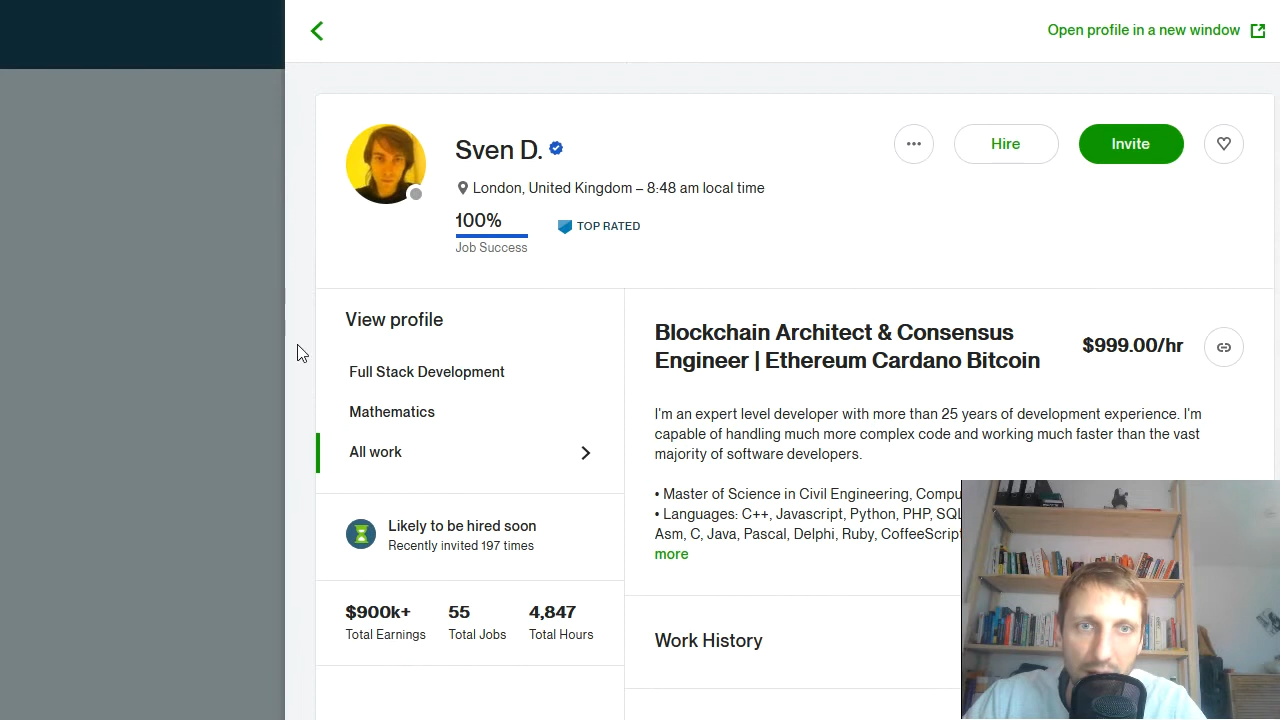 Open profile in a new window
Sven D.
Hire
Invite
London, United Kingdom – 8:48 am local time
100%
TOP RATED
Job Success
View profile
Full Stack Development
Mathematics
All work
Likely to be hired soon
Recently invited 197 times
$900k+
55
4,847
Total Earnings
Total Jobs
Total Hours
Blockchain Architect & Consensus
Engineer | Ethereum Cardano Bitcoin
$999.00/hr
I'm an expert level developer with more than 25 years of development experience. I'm
capable of handling much more complex code and working much faster than the vast
majority of software developers.
• Master of Science in Civil Engineering, Compu
• Languages: C++, Javascript, Python, PHP, SQL
Asm, C, Java, Pascal, Delphi, Ruby, CoffeeScript
more
Work History